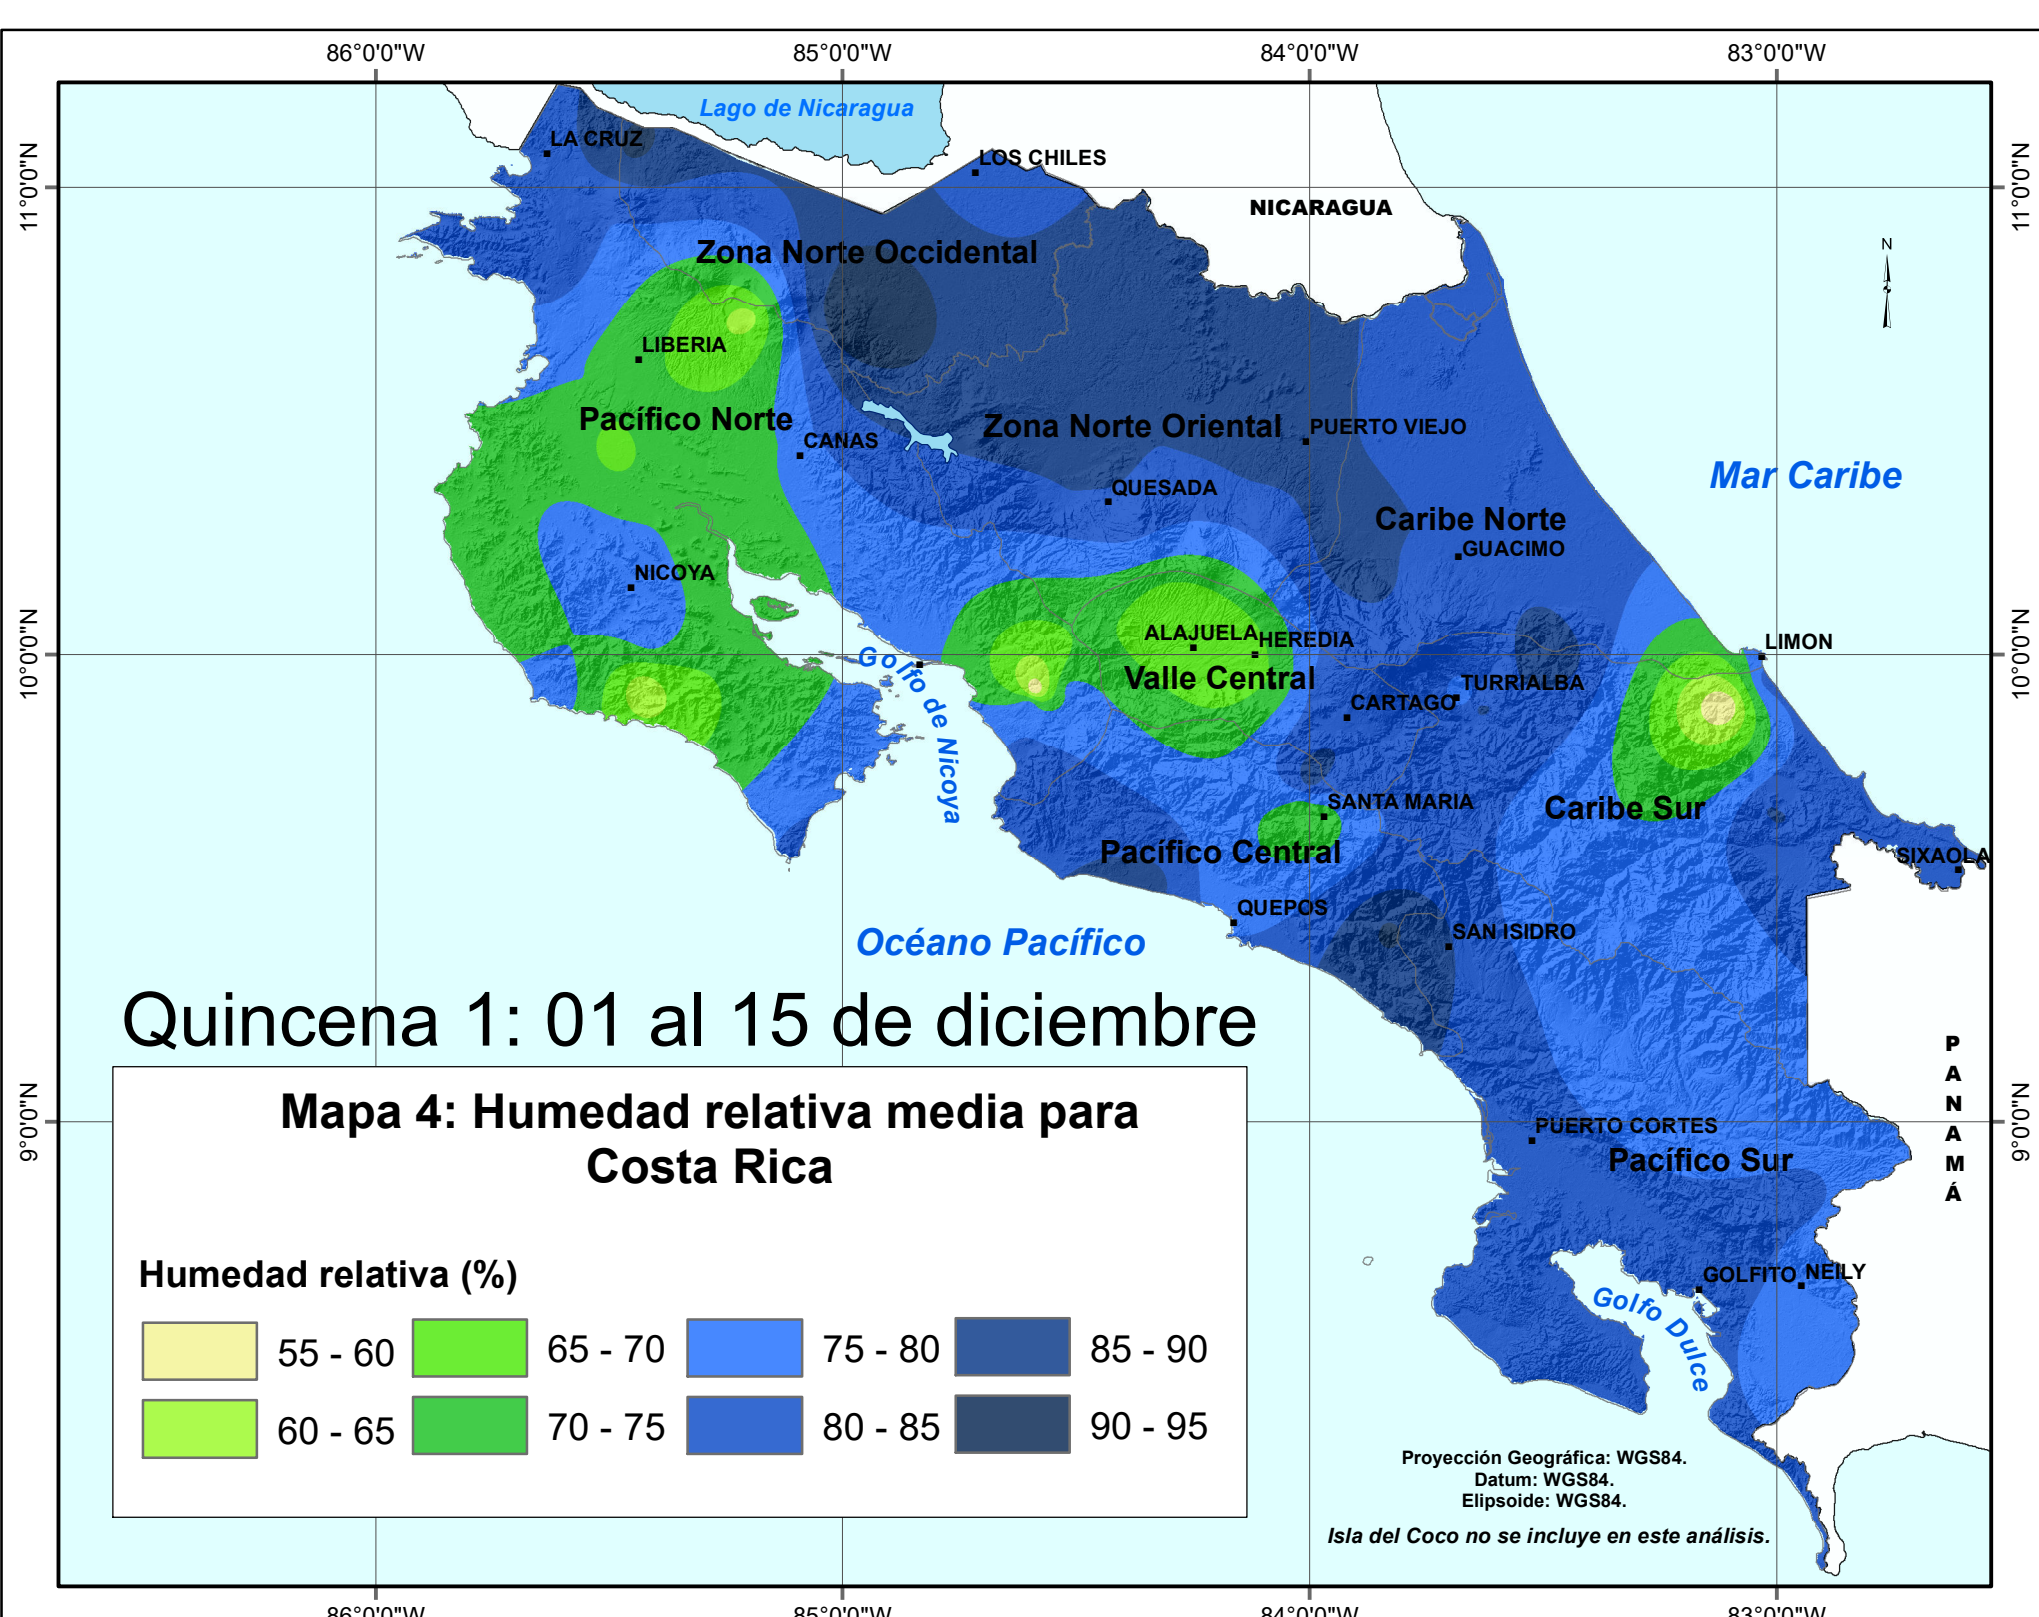 86°0'0"W
85°0'0"W
84°0'0"W
83°0'0"W
Lago de Nicaragua
LA CRUZ
LOS CHILES
11°0'0"N
11°0'0"N
NICARAGUA
N
Zona Norte Occidental
LIBERIA
Pacífico Norte
CANAS
Zona Norte Oriental
PUERTO VIEJO
Mar Caribe
QUESADA
Caribe Norte
GUACIMO
NICOYA
10°0'0"N
10°0'0"N
ALAJUELA
HEREDIA
LIMON
Golfo de Nicoya
Valle Central
TURRIALBA
CARTAGO
SANTA MARIA
Caribe Sur
Pacífico Central
SIXAOLA
QUEPOS
SAN ISIDRO
Océano Pacífico
Quincena 1: 01 al 15 de diciembre
PANAMÁ
9°0'0"N
9°0'0"N
PUERTO CORTES
Pacífico Sur
Mapa 4: Humedad relativa media para
Costa Rica
GOLFITO
NEILY
Golfo Dulce
Humedad relativa (%)
55 - 60
65 - 70
75 - 80
85 - 90
60 - 65
70 - 75
80 - 85
90 - 95
Proyección Geográfica: WGS84.
Datum: WGS84.
Elipsoide: WGS84.
Isla del Coco no se incluye en este análisis.
86°0'0"W
85°0'0"W
84°0'0"W
83°0'0"W